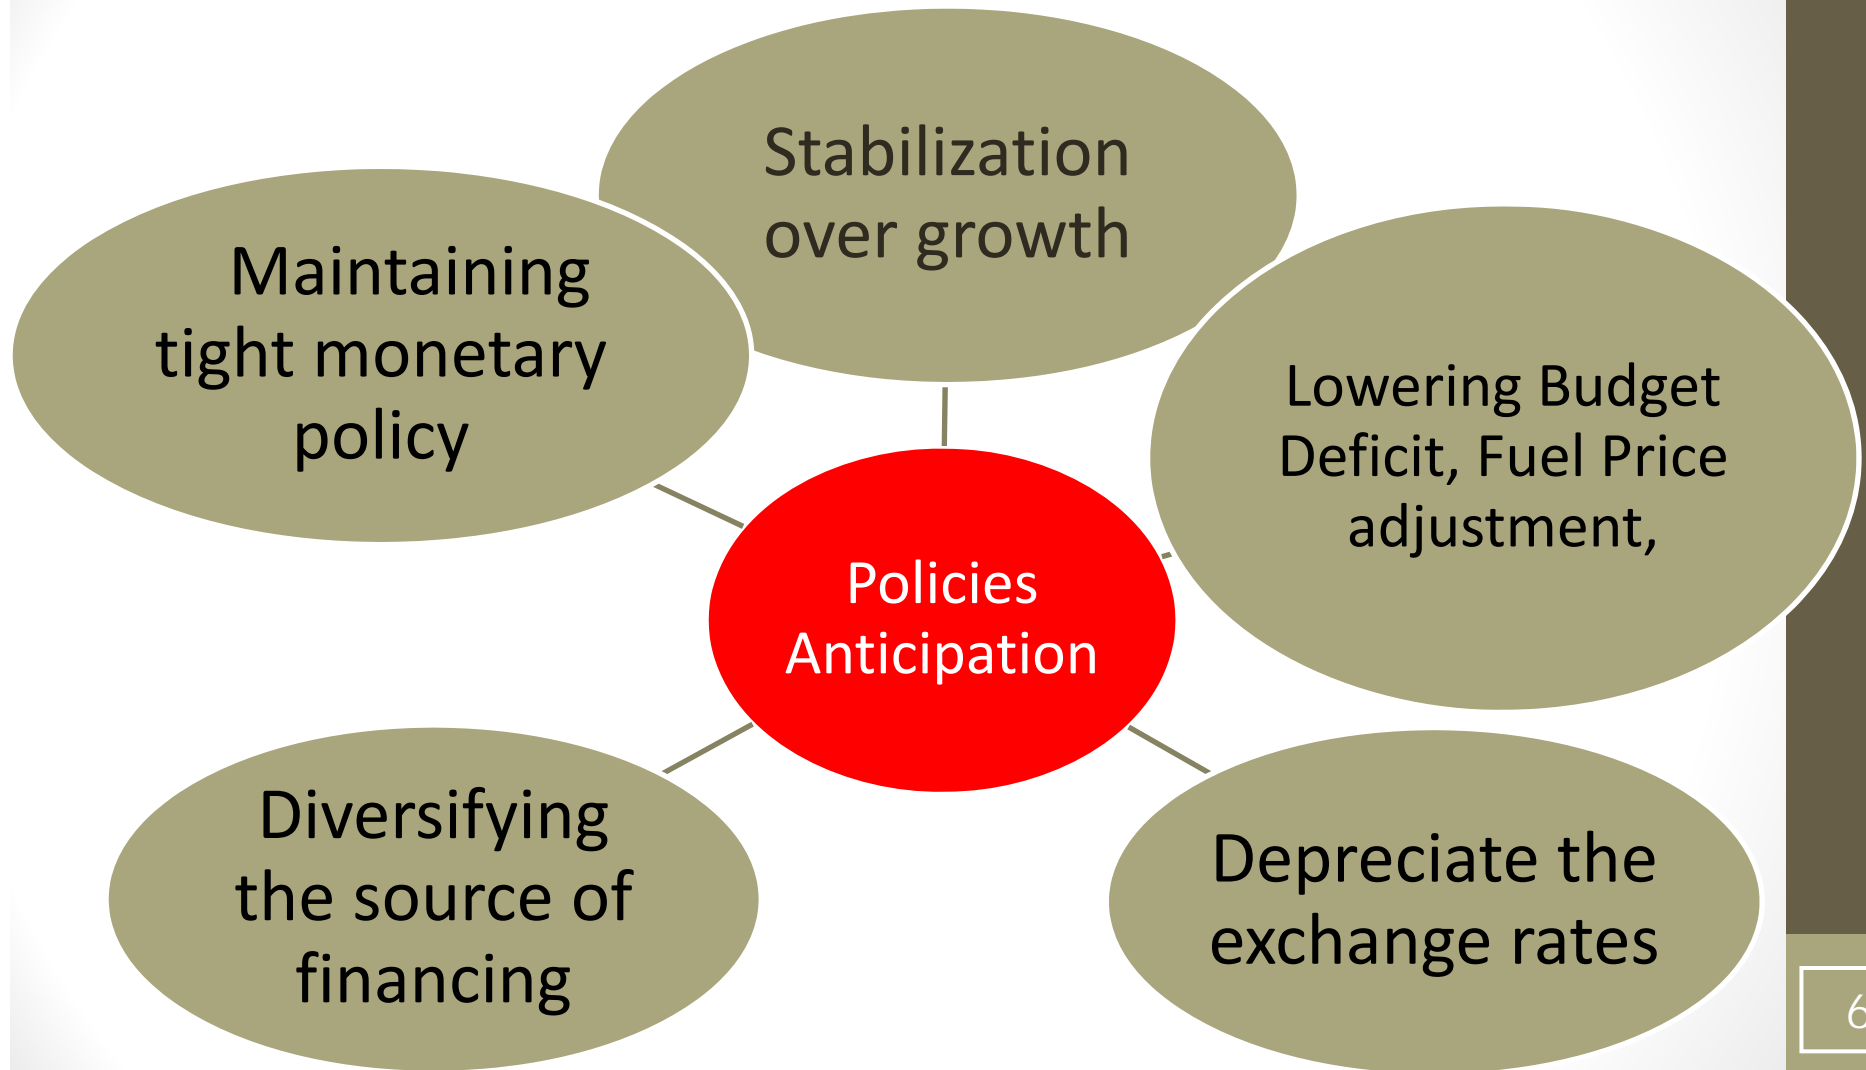 Stabilization
over growth
Maintaining
tight monetary
policy
Lowering Budget
Deficit, Fuel Price
adjustment,
Policies
Anticipation
Diversifying
the source of
financing
Depreciate the
exchange rates
6